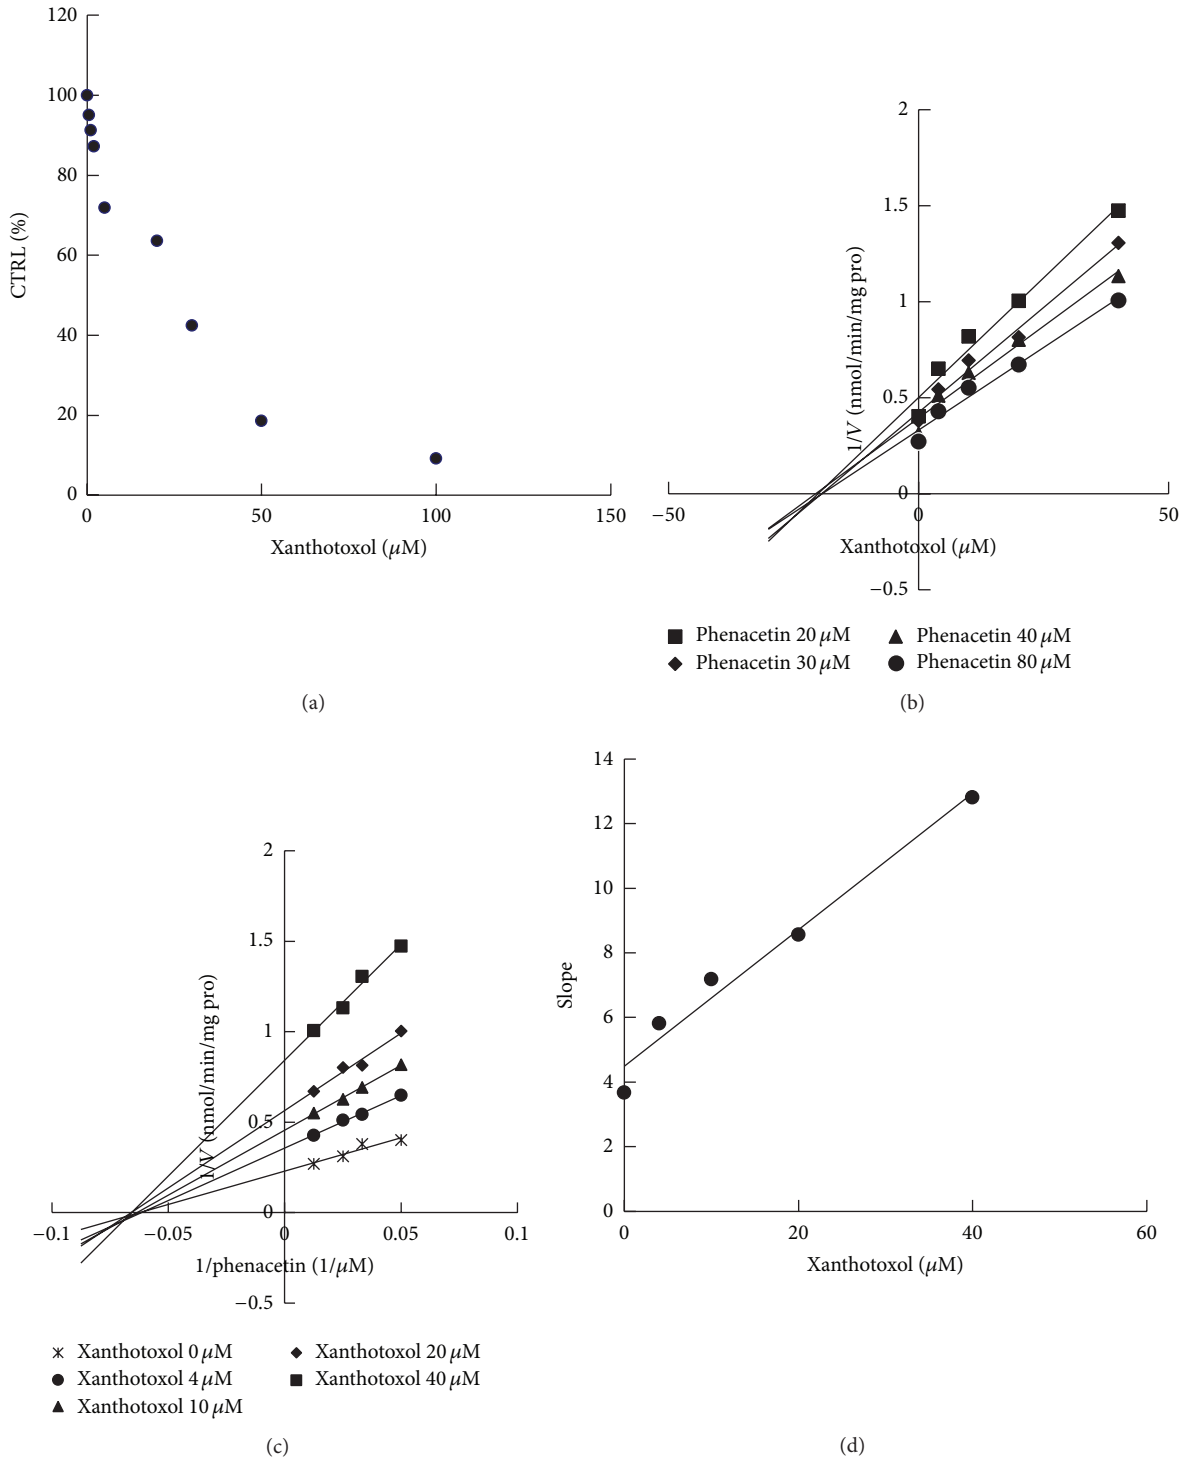 120
100
80
60
40
20
0
0
50
100
150
CTRL (%)
Xanthotoxol (μM)
(a)
2
1.5
1
0.5
0
−0.5
−50
0
50
1/V (nmol/min/mg pro)
Xanthotoxol (μM)
Phenacetin 20 μM
Phenacetin 30 μM
Phenacetin 40 μM
Phenacetin 80 μM
(b)
2
1.5
1
0.5
0
−0.5
−0.1
−0.05
0
0.05
0.1
1/V (nmol/min/mg pro)
1/phenacetin (1/μM)
Xanthotoxol 0 μM
Xanthotoxol 4 μM
Xanthotoxol 10 μM
Xanthotoxol 20 μM
Xanthotoxol 40 μM
(c)
14
12
10
8
6
4
2
0
0
20
40
60
Slope
Xanthotoxol (μM)
(d)